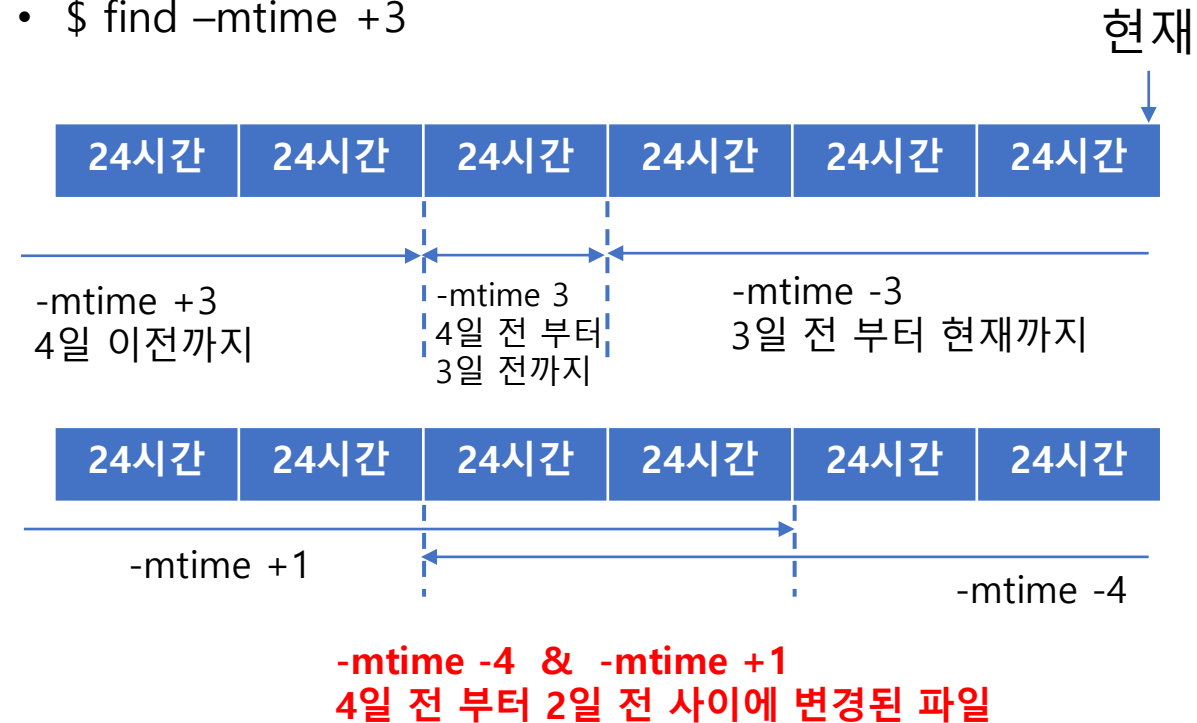 • $ find –mtime +3
현재
24시간 24시간 24시간 24시간 24시간 24시간
-mtime +3
4일 이전까지
-mtime 3
4일 전 부터
3일 전까지
-mtime -3
3일 전 부터 현재까지
24시간 24시간 24시간 24시간 24시간 24시간
-mtime +1
-mtime -4
-mtime -4 & -mtime +1
4일 전 부터 2일 전 사이에 변경된 파일